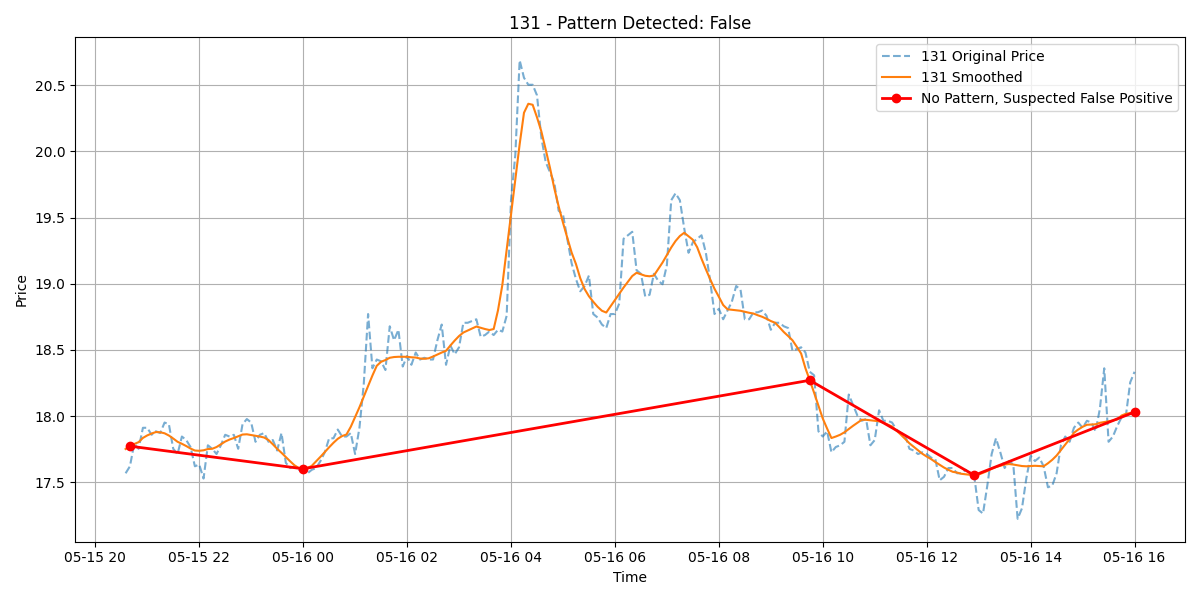 131 - Pattern Detected: False
131 Original Price
131 Smoothed
No Pattern, Suspected False Positive
Price
20.5
20.0
19.5
19.0
18.5
18.0
17.5
05-15 20 05-15 22 05-16 00 05-16 02 05-16 04 05-16 06 05-16 08 05-16 10 05-16 12 05-16 14 05-16 16
Time